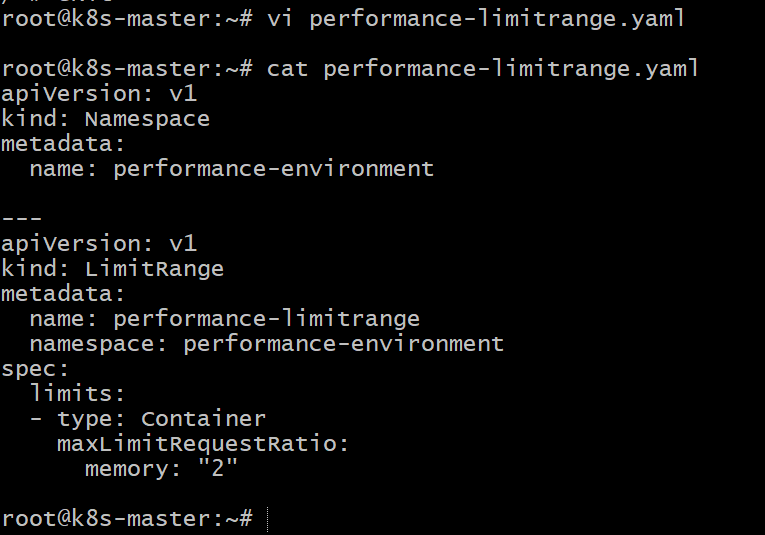 root@k8s-master:~# vi performance-limitrange.yaml
root@k8s-master:~# cat performance-limitrange.yaml
apiVersion: v1
kind: Namespace
metadata:
  name: performance-environment
---
apiVersion: v1
kind: LimitRange
metadata:
  name: performance-limitrange
  namespace: performance-environment
spec:
  limits:
  - type: Container
    maxLimitRequestRatio:
      memory: "2"
root@k8s-master:~#